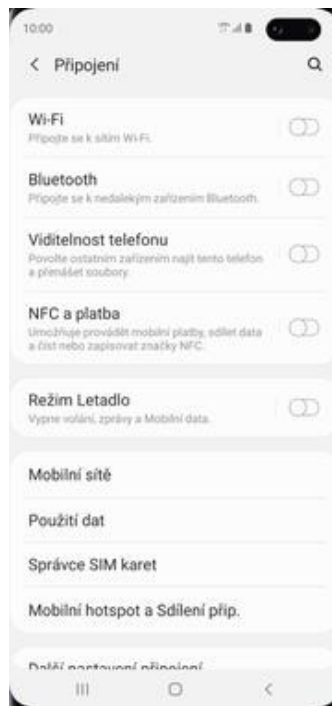 10:00
Připojení
Wi-Fi
Připojte se k sítím Wi-Fi.
Bluetooth
Připojte se k nedalekým zařízením Bluetooth.
Viditelnost telefonu
Povolte ostatním zařízením najít tento telefon
a přenášet soubory.
NFC a platba
Umožňuje provádět mobilní platby, sdílet data
a číst nebo zapisovat značky NFC.
Režim Letadlo
Vypne volání, zprávy a Mobilní data.
Mobilní sítě
Použití dat
Správce SIM karet
Mobilní hotspot a Sdílení přip.
Další nastavení připojení